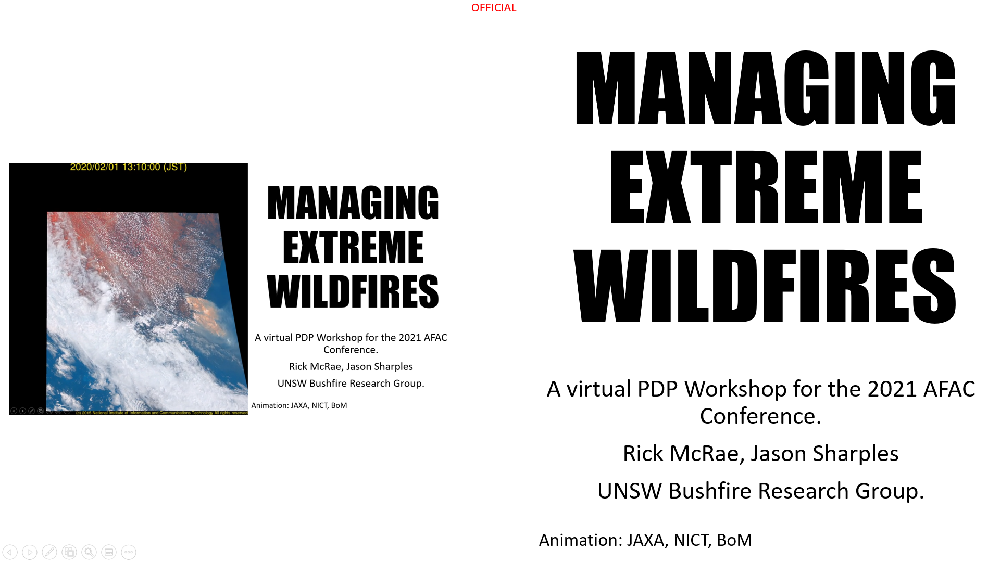 OFFICIAL
2020/02/01 13:10:00 (JST)
(c) 2015 National Institute of Information and Communications Technology All rights reserved
MANAGING
EXTREME
WILDFIRES
A virtual PDP Workshop for the 2021 AFAC
Conference.
Rick McRae, Jason Sharples
UNSW Bushfire Research Group.
Animation: JAXA, NICT, BoM
MANAGING
EXTREME
WILDFIRES
A virtual PDP Workshop for the 2021 AFAC
Conference.
Rick McRae, Jason Sharples
UNSW Bushfire Research Group.
Animation: JAXA, NICT, BoM